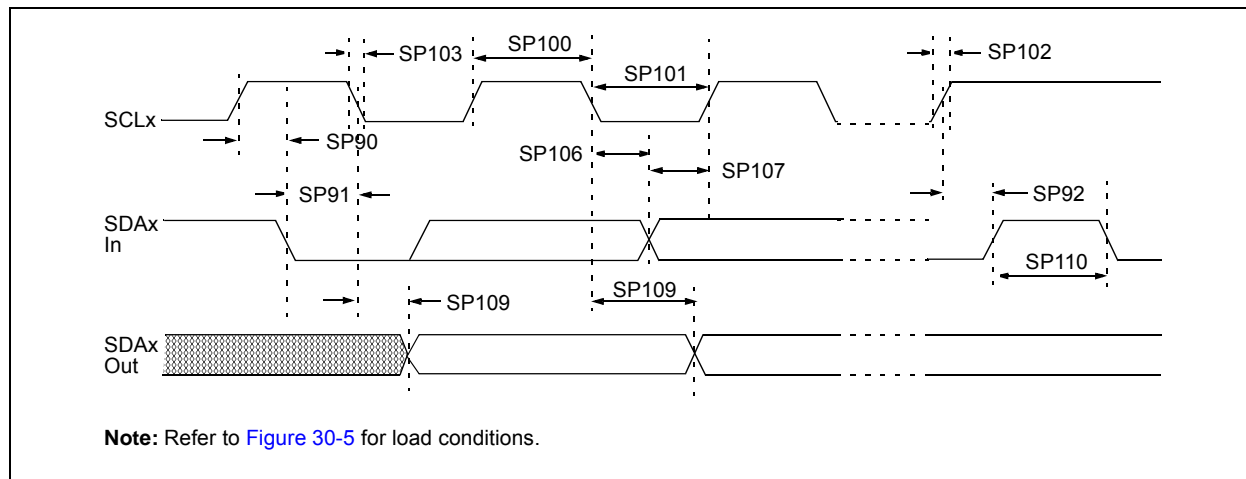 SP103
SP100
SP101
SP102
SCLx
SP90
SP106
SP107
SP91
SP92
SDAx
In
SP110
SP109
SP109
SDAx
Out
Note: Refer to Figure 30-5 for load conditions.